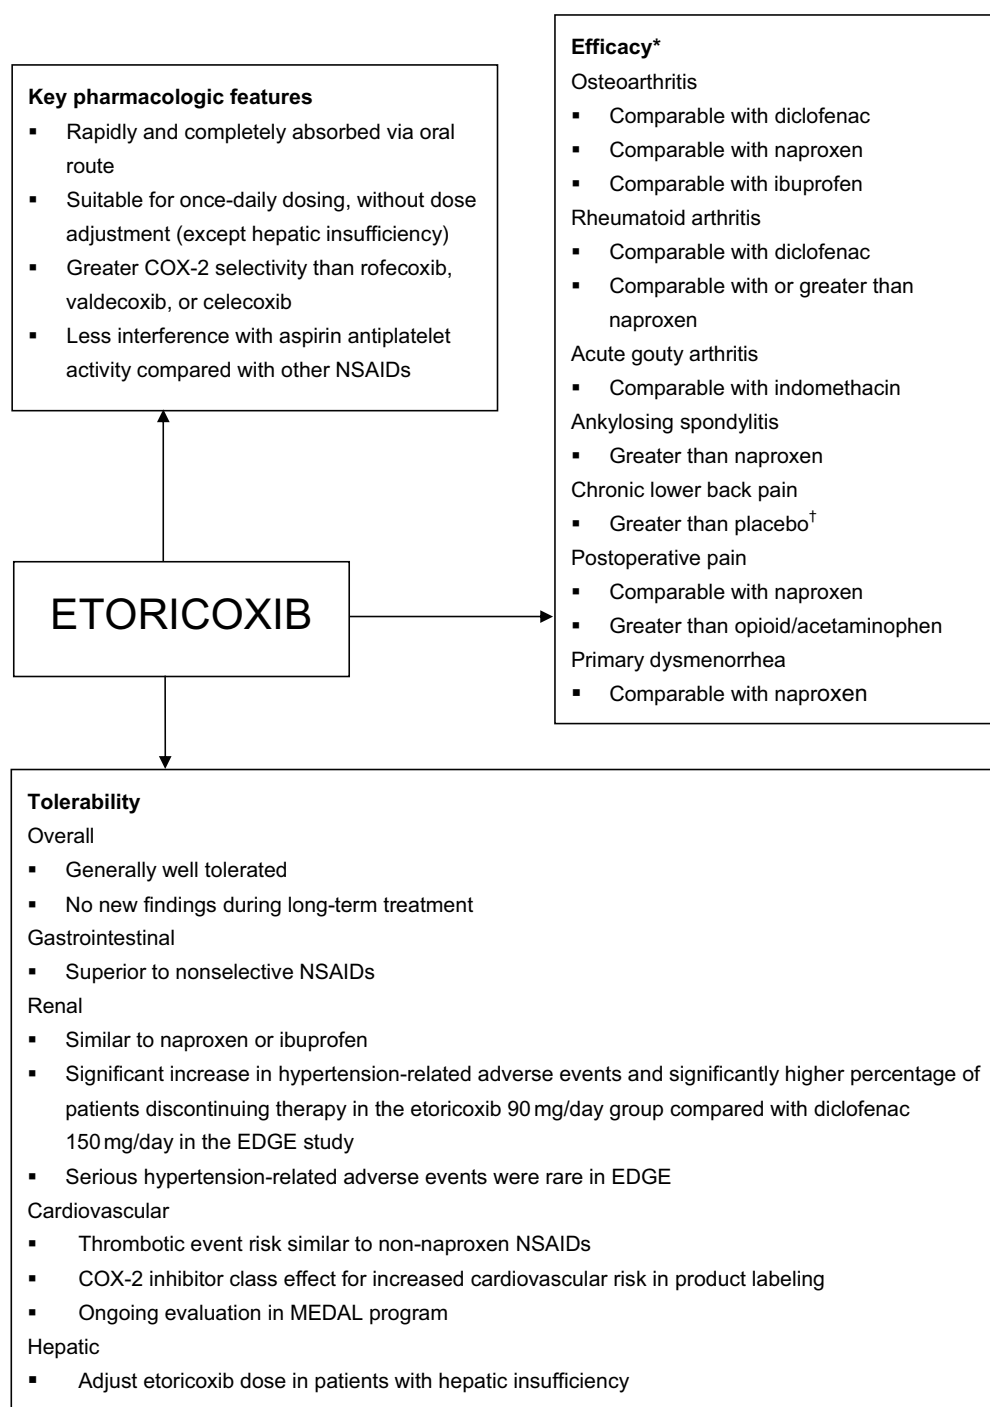 Key pharmacologic features
▪ Rapidly and completely absorbed via oral
route
▪ Suitable for once-daily dosing, without dose
adjustment (except hepatic insufficiency)
▪ Greater COX-2 selectivity than rofecoxib,
valdecoxib, or celecoxib
▪ Less interference with aspirin antiplatelet
activity compared with other NSAIDs
Efficacy*
Osteoarthritis
▪ Comparable with diclofenac
▪ Comparable with naproxen
▪ Comparable with ibuprofen
Rheumatoid arthritis
▪ Comparable with diclofenac
▪ Comparable with or greater than
naproxen
Acute gouty arthritis
▪ Comparable with indomethacin
Ankylosing spondylitis
▪ Greater than naproxen
Chronic lower back pain
▪ Greater than placebo†
Postoperative pain
▪ Comparable with naproxen
▪ Greater than opioid/acetaminophen
Primary dysmenorrhea
▪ Comparable with naproxen
ETORICOXIB
Tolerability
Overall
▪ Generally well tolerated
▪ No new findings during long-term treatment
Gastrointestinal
▪ Superior to nonselective NSAIDs
Renal
▪ Similar to naproxen or ibuprofen
▪ Significant increase in hypertension-related adverse events and significantly higher percentage of
patients discontinuing therapy in the etoricoxib 90 mg/day group compared with diclofenac
150 mg/day in the EDGE study
▪ Serious hypertension-related adverse events were rare in EDGE
Cardiovascular
▪ Thrombotic event risk similar to non-naproxen NSAIDs
▪ COX-2 inhibitor class effect for increased cardiovascular risk in product labeling
▪ Ongoing evaluation in MEDAL program
Hepatic
▪ Adjust etoricoxib dose in patients with hepatic insufficiency